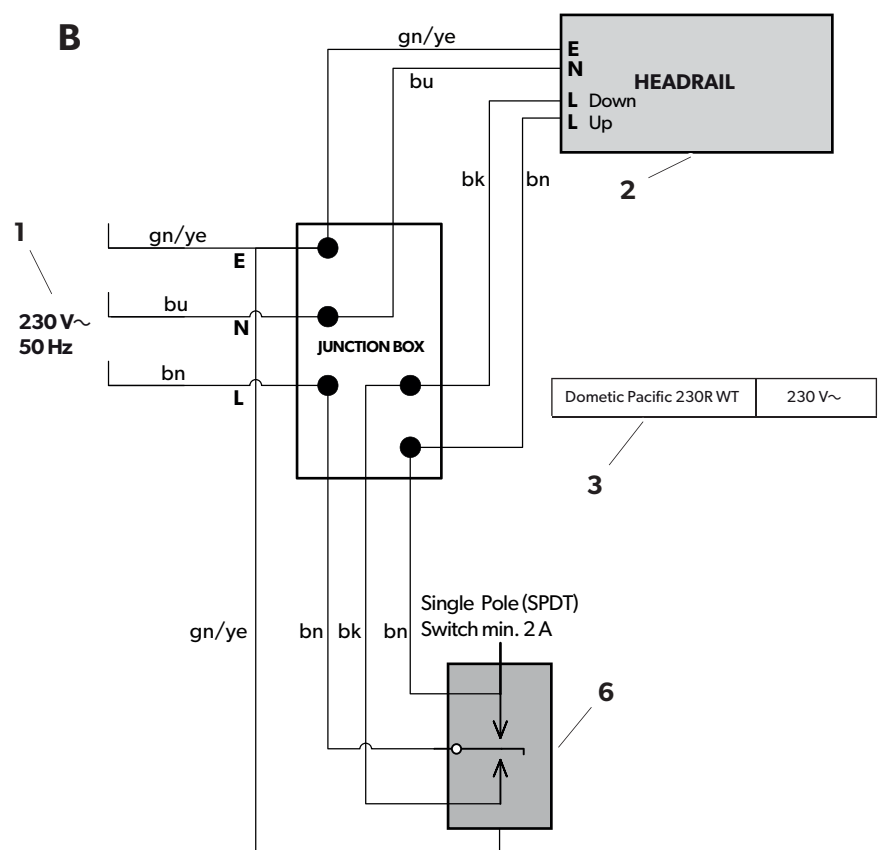 B
gn/ye
E
N
HEADRAIL
bu
L Down
L Up
bk
bn
2
1
gn/ye
E
bu
230 V~
50 Hz
N
JUNCTION BOX
bn
L
Dometic Pacific 230R WT
230 V~
3
Single Pole (SPDT)
Switch min. 2 A
gn/ye
bn
bk
bn
6